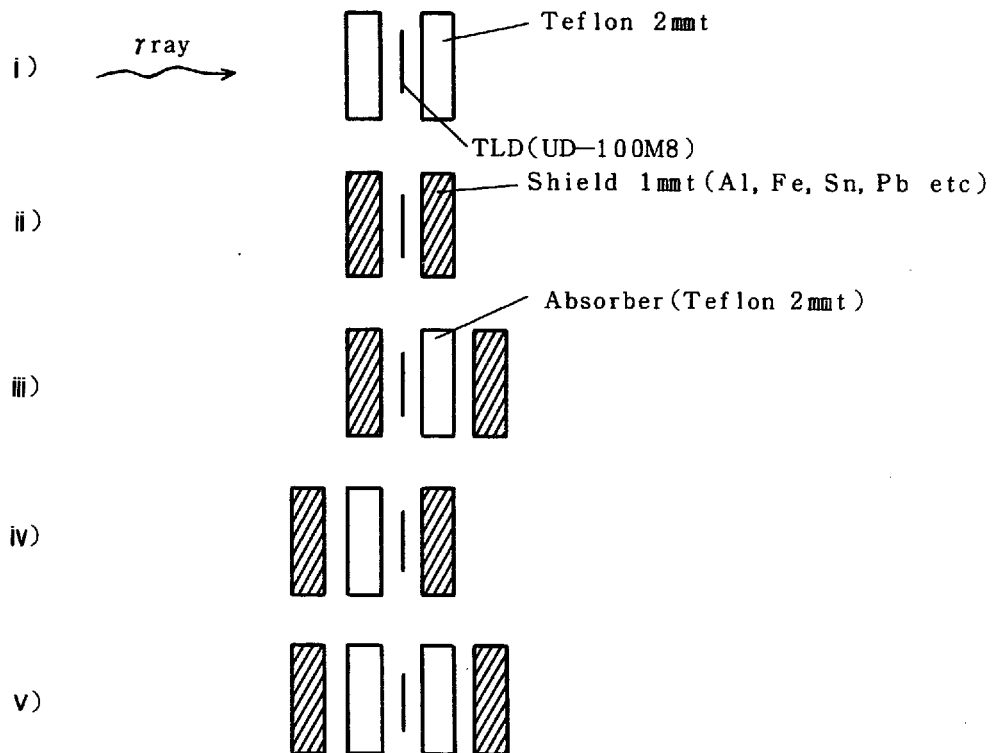 i)
γ ray
Teflon 2mmt
TLD(UD-100M8)
ii)
Shield 1mmt(Al, Fe, Sn, Pb etc)
iii)
Absorber(Teflon 2mmt)
iv)
v)